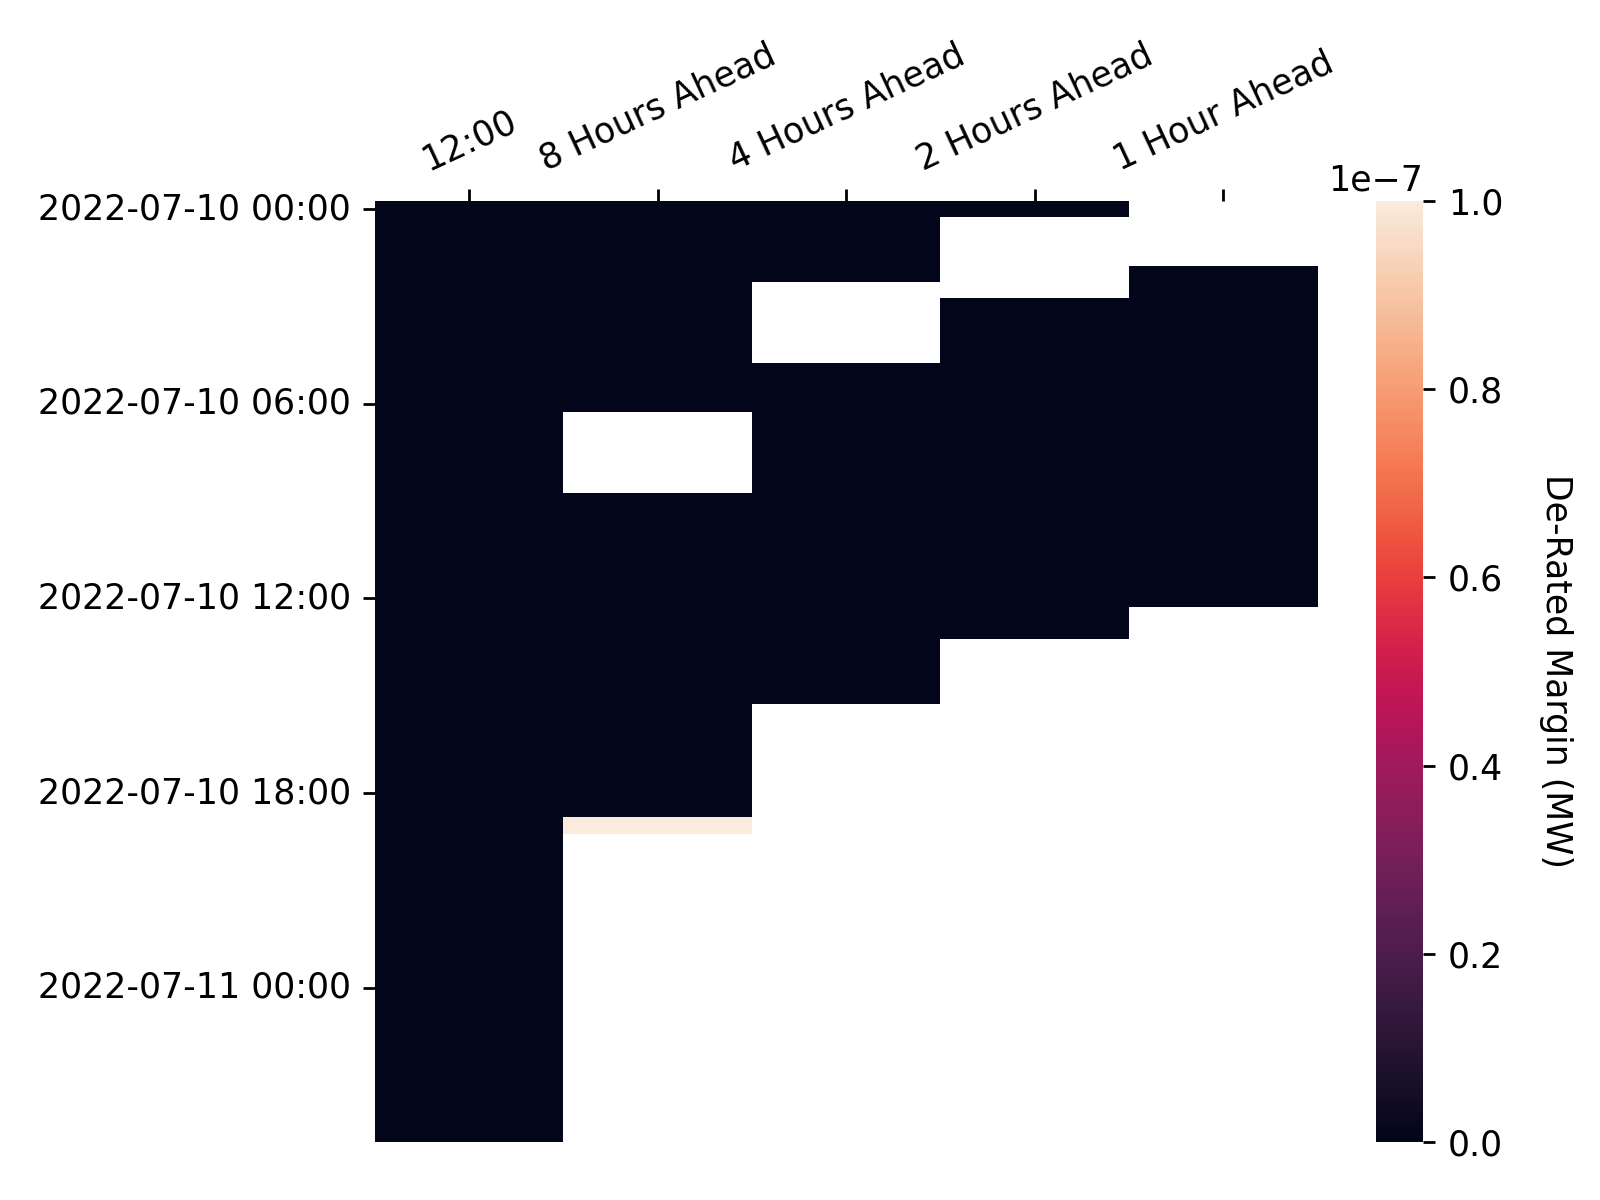 12:00
8 Hours Ahead
4 Hours Ahead
2 Hours Ahead
1 Hour Ahead
2022-07-10 00:00
2022-07-10 06:00
2022-07-10 12:00
2022-07-10 18:00
2022-07-11 00:00
1e−7
1.0
0.8
0.6
0.4
0.2
0.0
De-Rated Margin (MW)